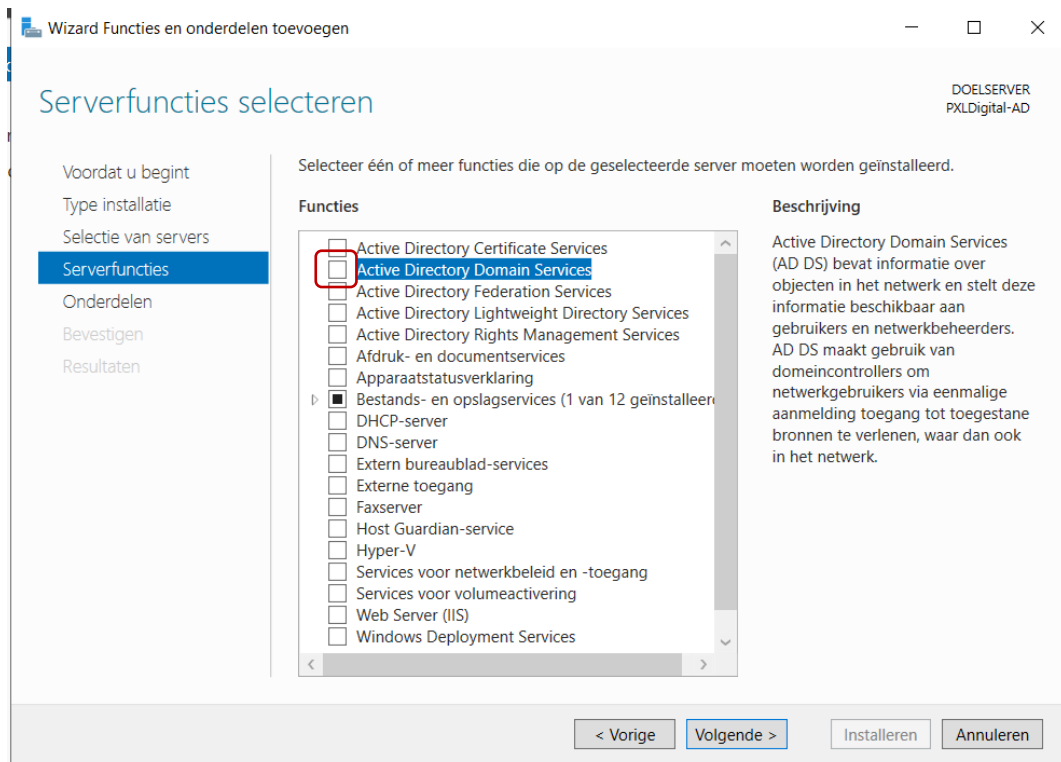 Wizard Functies en onderdelen toevoegen
Serverfuncties selecteren
DOELSERVER
PXLDigital-AD
Voordat u begint
Type installatie
Selectie van servers
Serverfuncties
Onderdelen
Bevestigen
Resultaten
Selecteer één of meer functies die op de geselecteerde server moeten worden geïnstalleerd.
Functies
Active Directory Certificate Services
Active Directory Domain Services
Active Directory Federation Services
Active Directory Lightweight Directory Services
Active Directory Rights Management Services
Afdruk- en documentservices
Apparaatstatusverklaring
Bestands- en opslagservices (1 van 12 geïnstalleerd
DHCP-server
DNS-server
Extern bureaublad-services
Externe toegang
Faxserver
Host Guardian-service
Hyper-V
Services voor netwerkbeleid en -toegang
Services voor volumeactivering
Web Server (IIS)
Windows Deployment Services
Beschrijving
Active Directory Domain Services
(AD DS) bevat informatie over
objecten in het netwerk en stelt deze
informatie beschikbaar aan
gebruikers en netwerkbeheerders.
AD DS maakt gebruik van
domeincontrollers om
netwerkgebruikers via eenmalige
aanmelding toegang tot toegestane
bronnen te verlenen, waar dan ook
in het netwerk.
< Vorige
Volgende >
Installeren
Annuleren